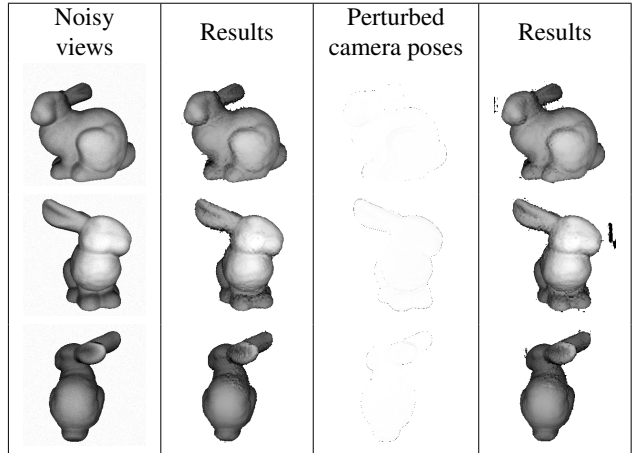 Noisy
views
Results
Perturbed
camera poses
Results